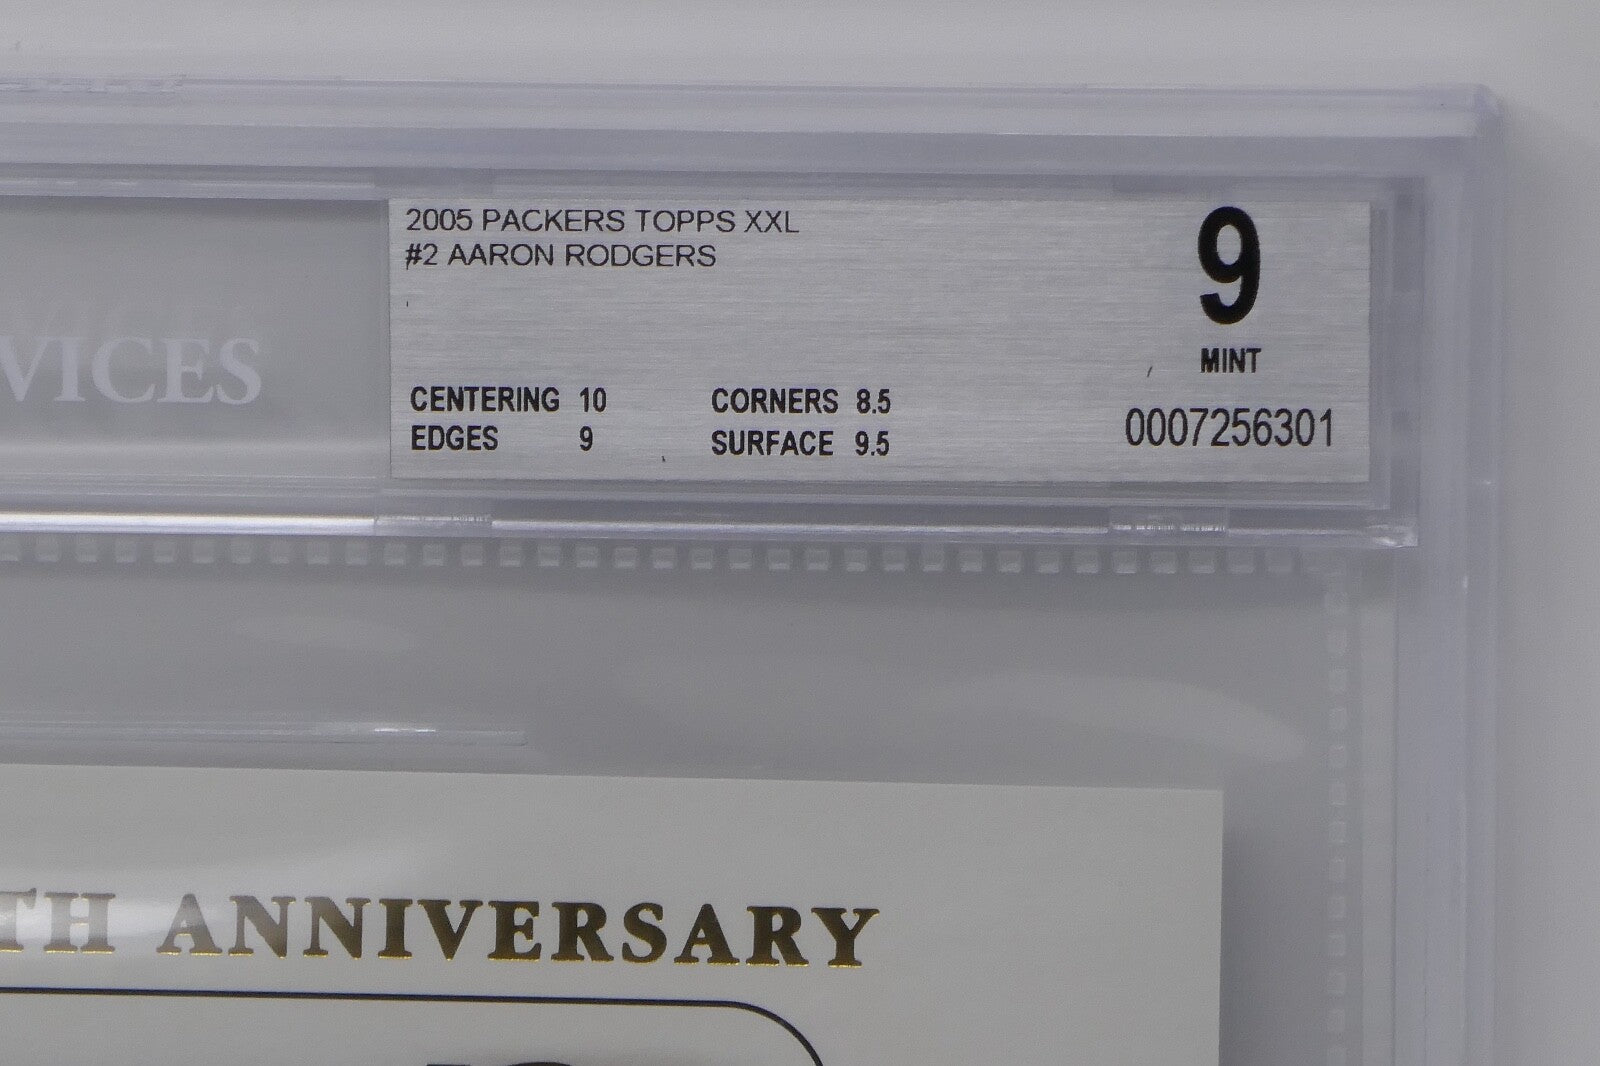 2005 PACKERS TOPPS XXL
#2 AARON RODGERS
9
MINT
CENTERING 10 CORNERS 8.5
EDGES 9 SURFACE 9.5
0007256301
VICES
TH ANNIVERSARY